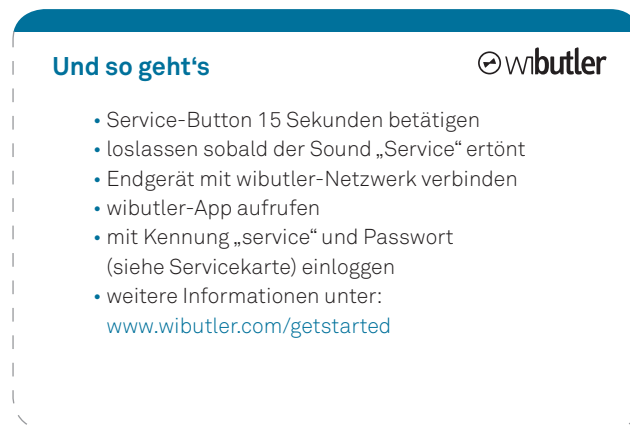 Und so geht‘s
wibutler
• Service-Button 15 Sekunden betätigen
• loslassen sobald der Sound „Service“ ertönt
• Endgerät mit wibutler-Netzwerk verbinden
• wibutler-App aufrufen
• mit Kennung „service“ und Passwort
(siehe Servicekarte) einloggen
• weitere Informationen unter:
www.wibutler.com/getstarted